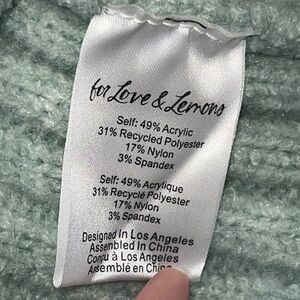 for Love & Lemons
Self: 49% Acrylic
31% Recycled Polyester
17% Nylon
3% Spandex
Self: 49% Acrylique
31% Recyclé Polyester
17% Nylon
3% Spandex
Designed In Los Angeles
Assembled In China
Conçu à Los Angeles
Assemblé en Chin